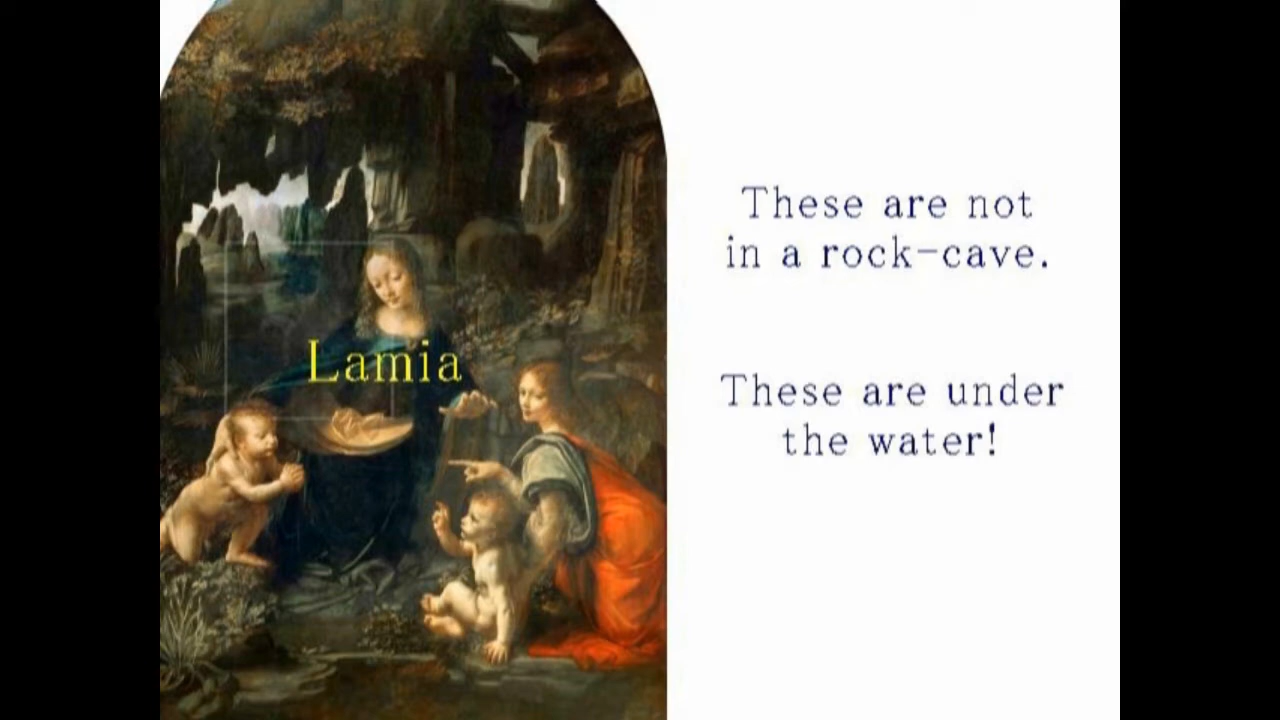 Lamia
These are not
in a rock-cave.
These are under
the water!